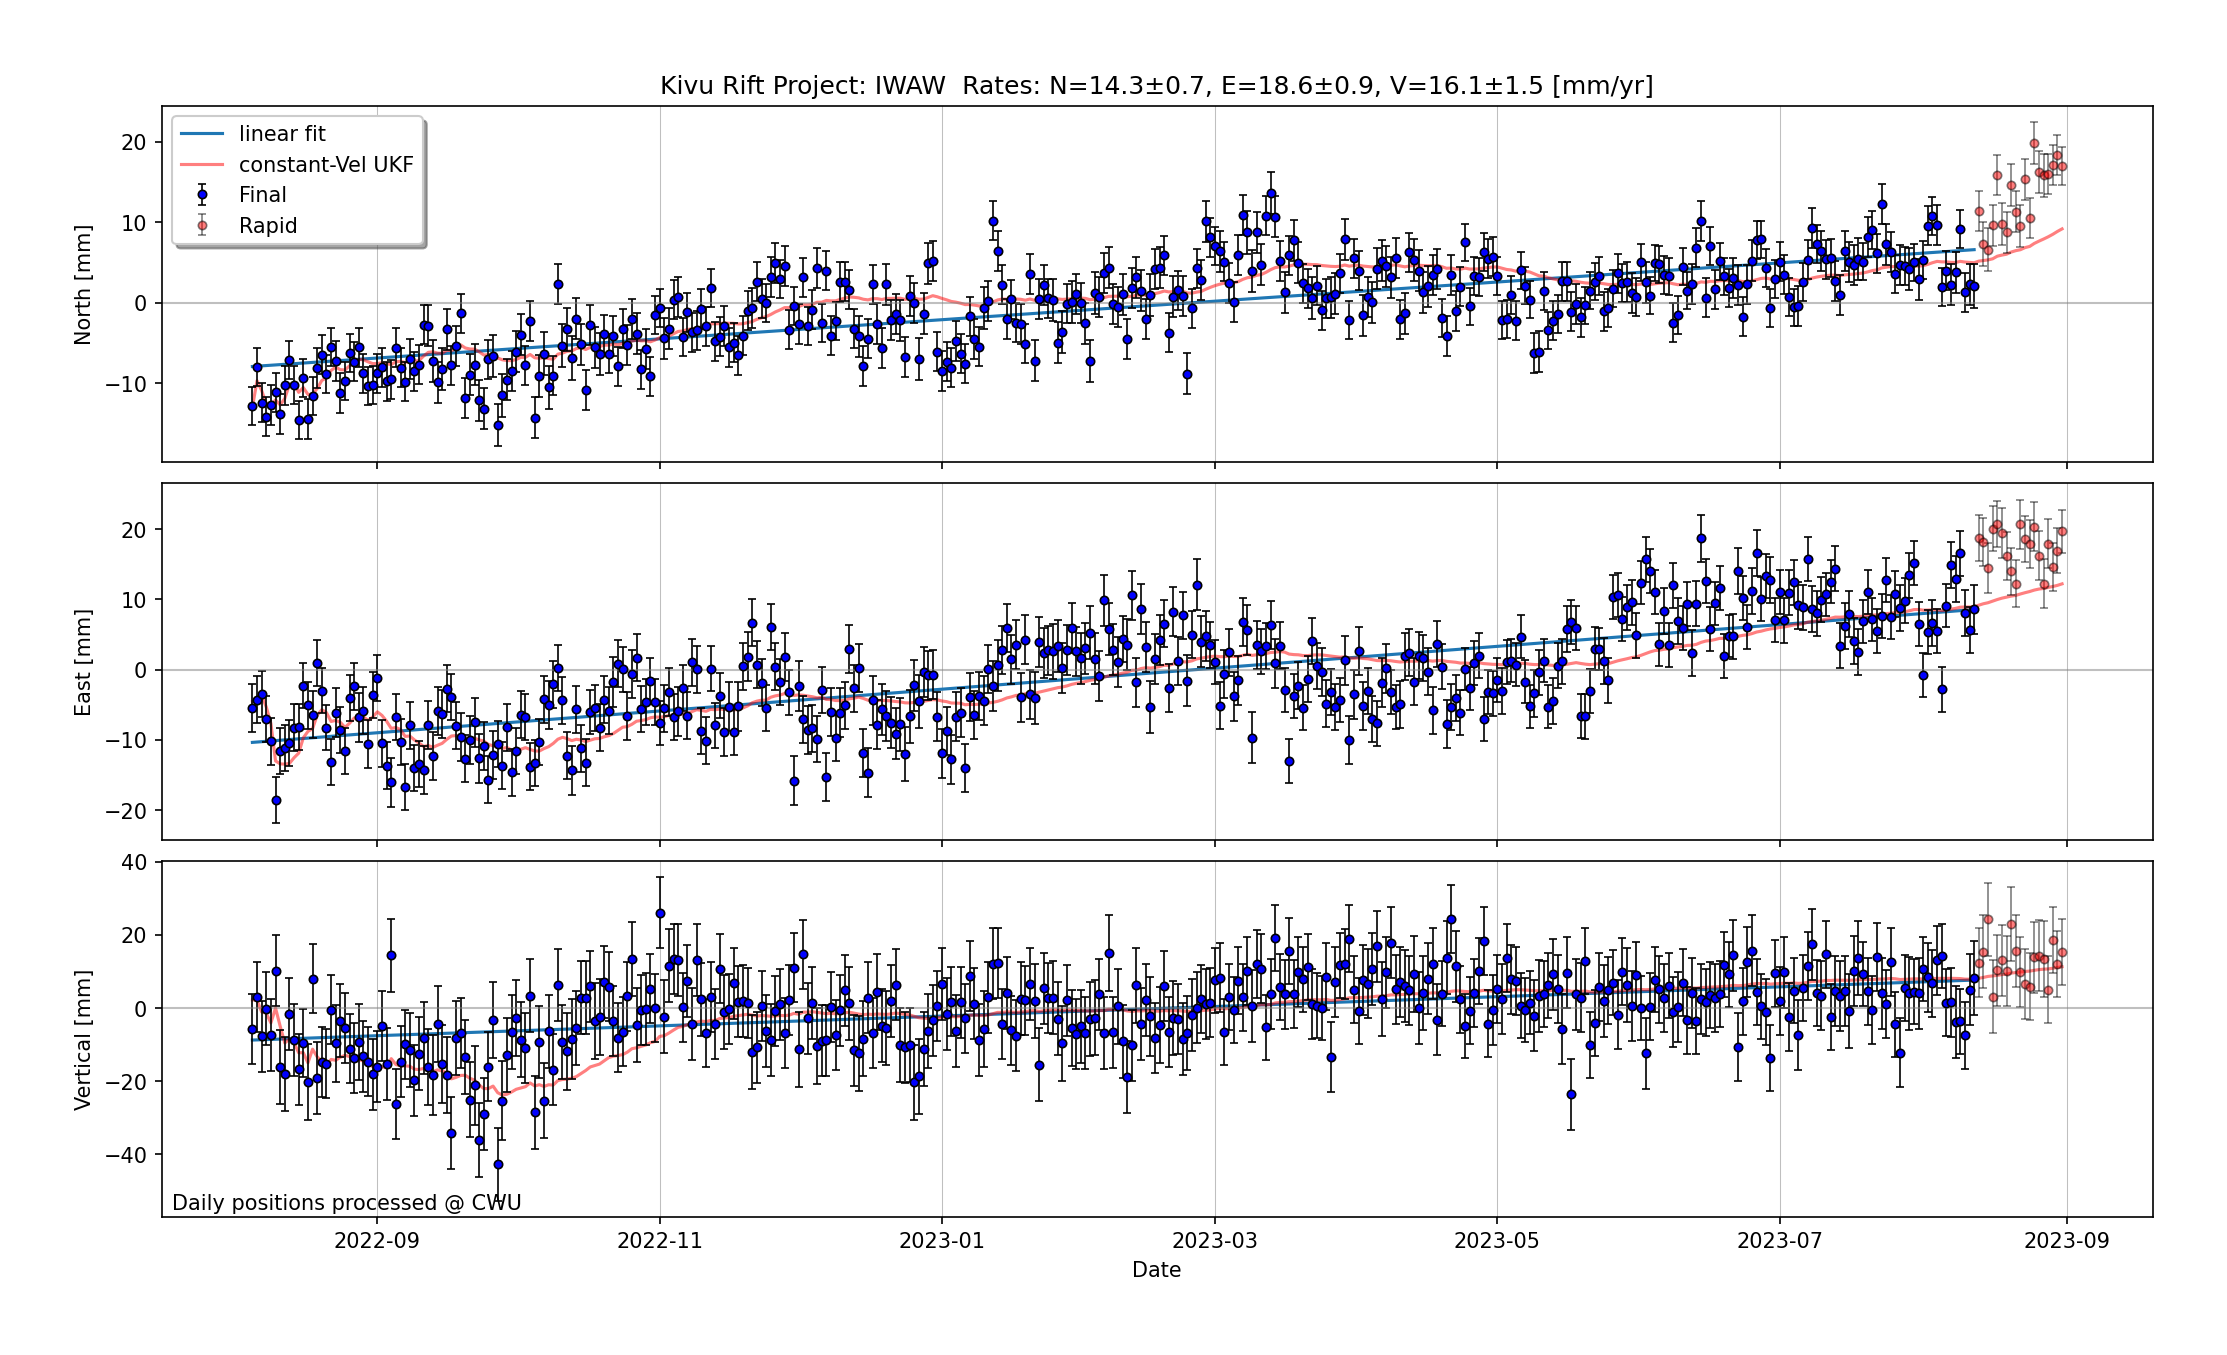 Kivu Rift Project: IWAW  Rates: N=14.3±0.7, E=18.6±0.9, V=16.1±1.5 [mm/yr]
linear fit
constant-Vel UKF
Final
Rapid
North [mm]
20
10
0
−10
East [mm]
20
10
0
−10
−20
Vertical [mm]
40
20
0
−20
−40
Daily positions processed @ CWU
2022-09
2022-11
2023-01
2023-03
2023-05
2023-07
2023-09
Date